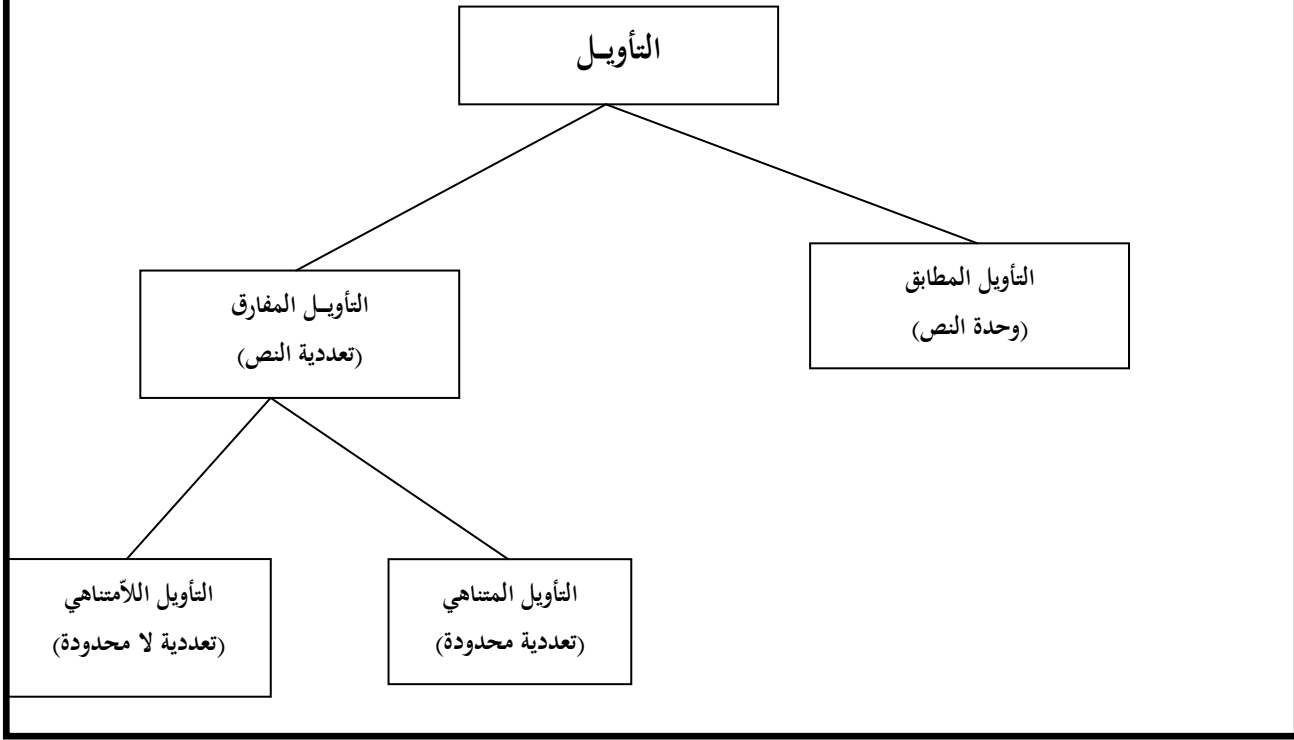 التأويـل
التأويل المطابق
(وحدة النص)
التأويـل المفارق
(تعددية النص)
التأويل المتناهي
(تعددية محدودة)
التأويل اللاّمتناهي
(تعددية لا محدودة)